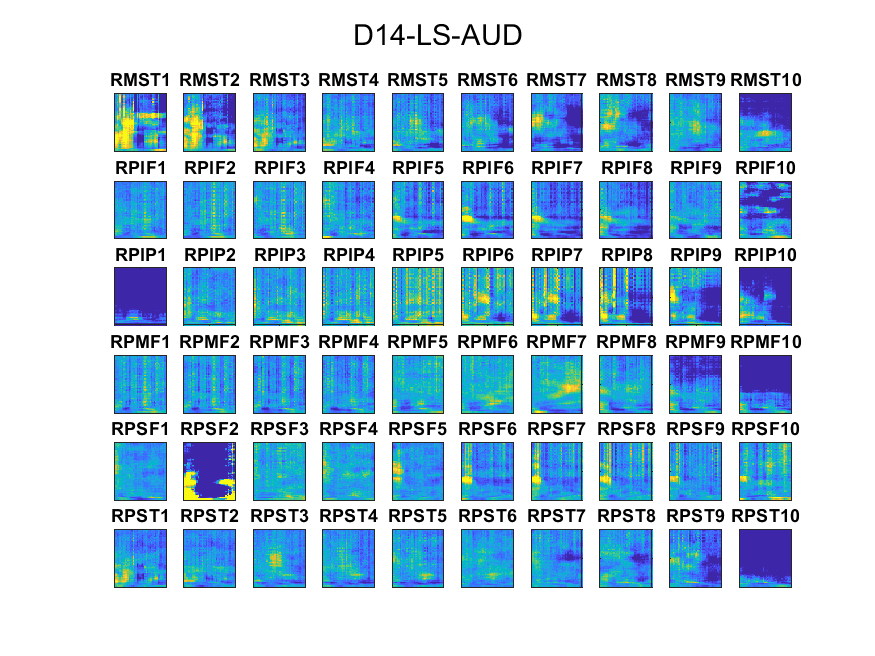 D14-LS-AUD
RMST1 RMST2 RMST3 RMST4 RMST5 RMST6 RMST7 RMST8 RMST9 RMST10
RPIF1 RPIF2 RPIF3 RPIF4 RPIF5 RPIF6 RPIF7 RPIF8 RPIF9 RPIF10
RPIP1 RPIP2 RPIP3 RPIP4 RPIP5 RPIP6 RPIP7 RPIP8 RPIP9 RPIP10
RPMF1 RPMF2 RPMF3 RPMF4 RPMF5 RPMF6 RPMF7 RPMF8 RPMF9 RPMF10
RPSF1 RPSF2 RPSF3 RPSF4 RPSF5 RPSF6 RPSF7 RPSF8 RPSF9 RPSF10
RPST1 RPST2 RPST3 RPST4 RPST5 RPST6 RPST7 RPST8 RPST9 RPST10